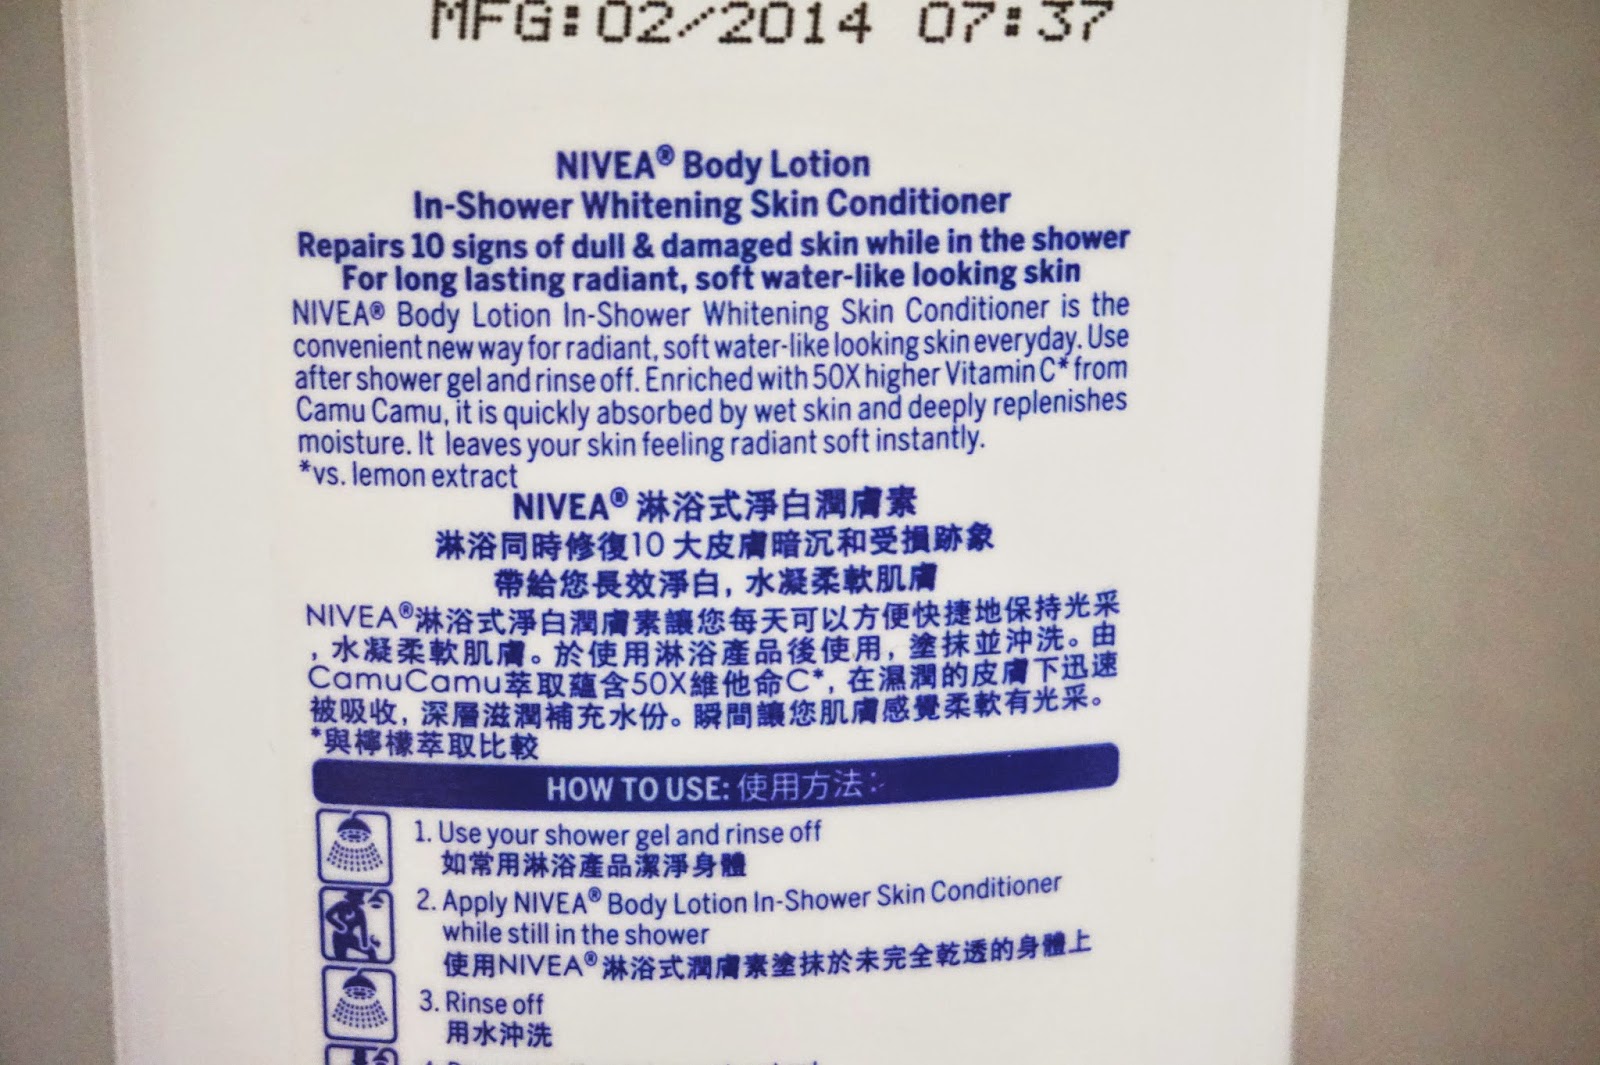 MFG:02/2014 07:37
NIVEA® Body Lotion
In-Shower Whitening Skin Conditioner
Repairs 10 signs of dull & damaged skin while in the shower
For long lasting radiant, soft water-like looking skin
NIVEA® Body Lotion In-Shower Whitening Skin Conditioner is the
convenient new way for radiant, soft water-like looking skin everyday. Use
after shower gel and rinse off. Enriched with 50X higher Vitamin C* from
Camu Camu, it is quickly absorbed by wet skin and deeply replenishes
moisture. It leaves your skin feeling radiant soft instantly.
*vs. lemon extract
NIVEA® 淋浴式淨白潤膚素
淋浴同時修復10 大皮膚暗沉和受損跡象
帶給您長效淨白, 水凝柔軟肌膚
NIVEA®淋浴式淨白潤膚素讓您每天可以方便快捷地保持光采
, 水凝柔軟肌膚。於使用淋浴產品後使用, 塗抹並沖洗。由
CamuCamu萃取蘊含50X維他命C*, 在濕潤的皮膚下迅速
被吸收, 深層滋潤補充水份。瞬間讓您肌膚感覺柔軟有光采。
*與檸檬萃取比較
HOW TO USE: 使用方法:
1. Use your shower gel and rinse off
如常用淋浴產品潔淨身體
2. Apply NIVEA® Body Lotion In-Shower Skin Conditioner
while still in the shower
使用NIVEA®淋浴式潤膚素塗抹於未完全乾透的身體上
3. Rinse off
用水沖洗